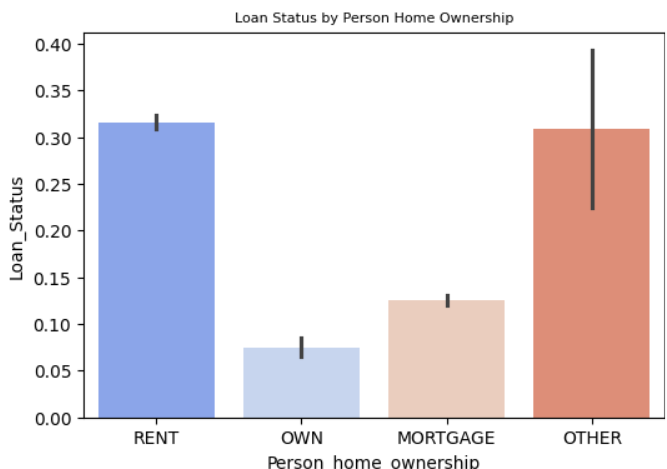 Loan Status by Person Home Ownership
0.40
0.35
0.30
0.25
0.20
0.15
0.10
0.05
0.00
Loan_Status
RENT OWN MORTGAGE OTHER
Person_home_ownership